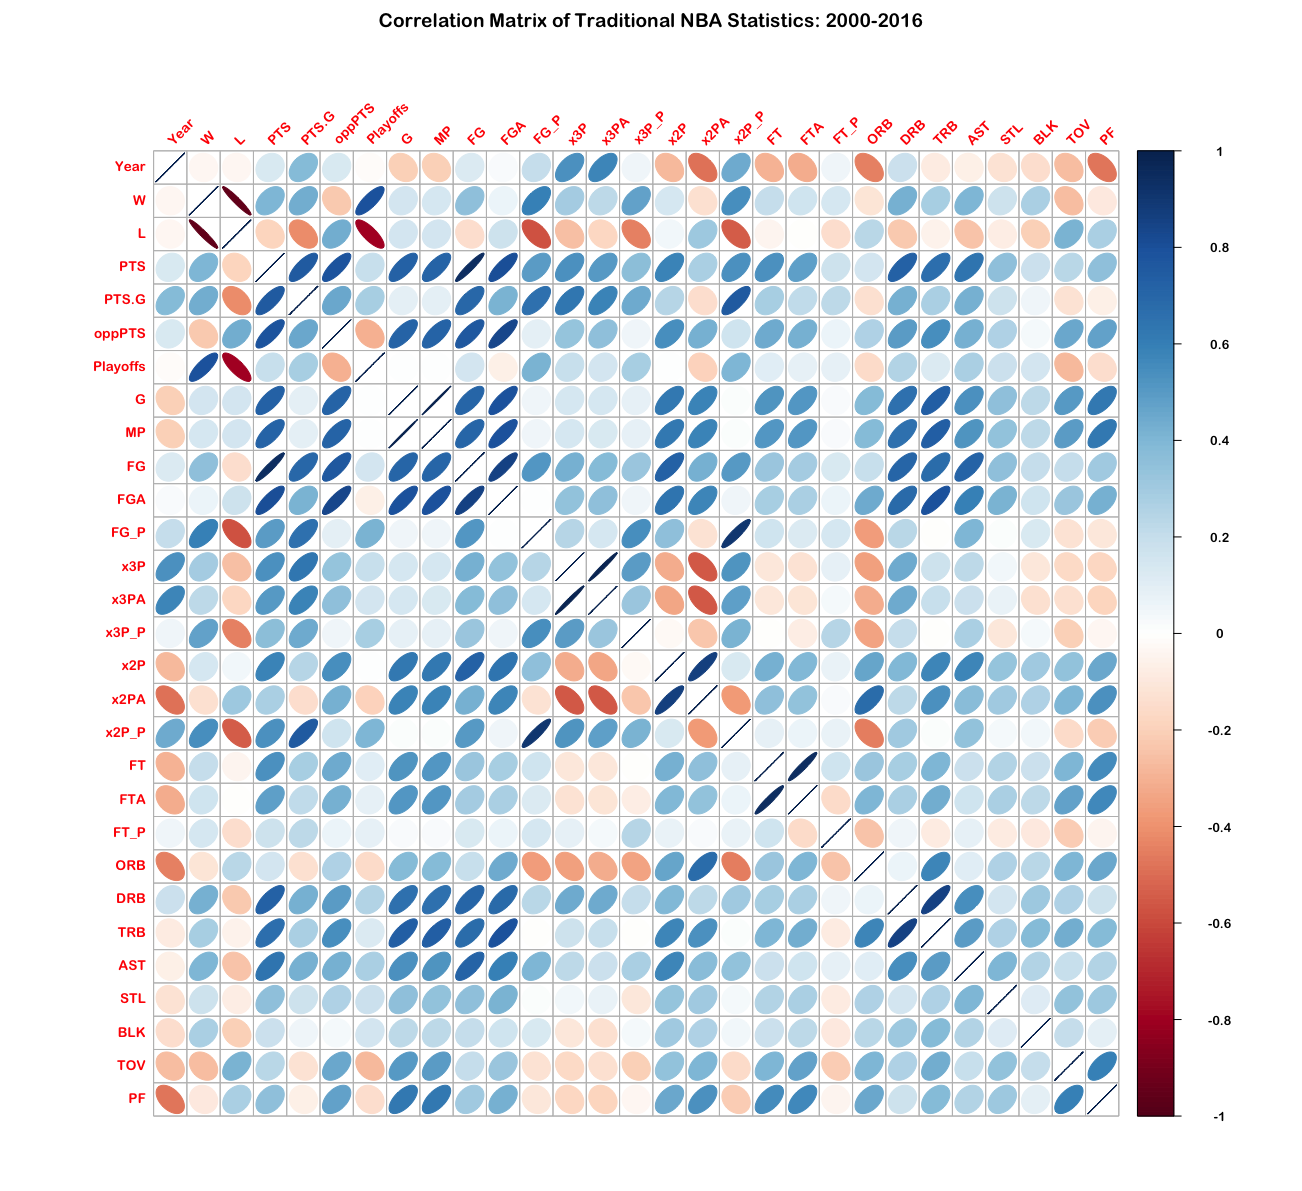 Correlation Matrix of Traditional NBA Statistics: 2000-2016
Year W L PTS PTS.G oppPTS Playoffs G MP FG FGA FG_P x3P x3PA x3P_P x2P x2PA x2P_P FT FTA FT_P ORB DRB TRB AST STL BLK TOV PF
Year
W
L
PTS
PTS.G
oppPTS
Playoffs
G
MP
FG
FGA
FG_P
x3P
x3PA
x3P_P
x2P
x2PA
x2P_P
FT
FTA
FT_P
ORB
DRB
TRB
AST
STL
BLK
TOV
PF
1
0.8
0.6
0.4
0.2
0
-0.2
-0.4
-0.6
-0.8
-1